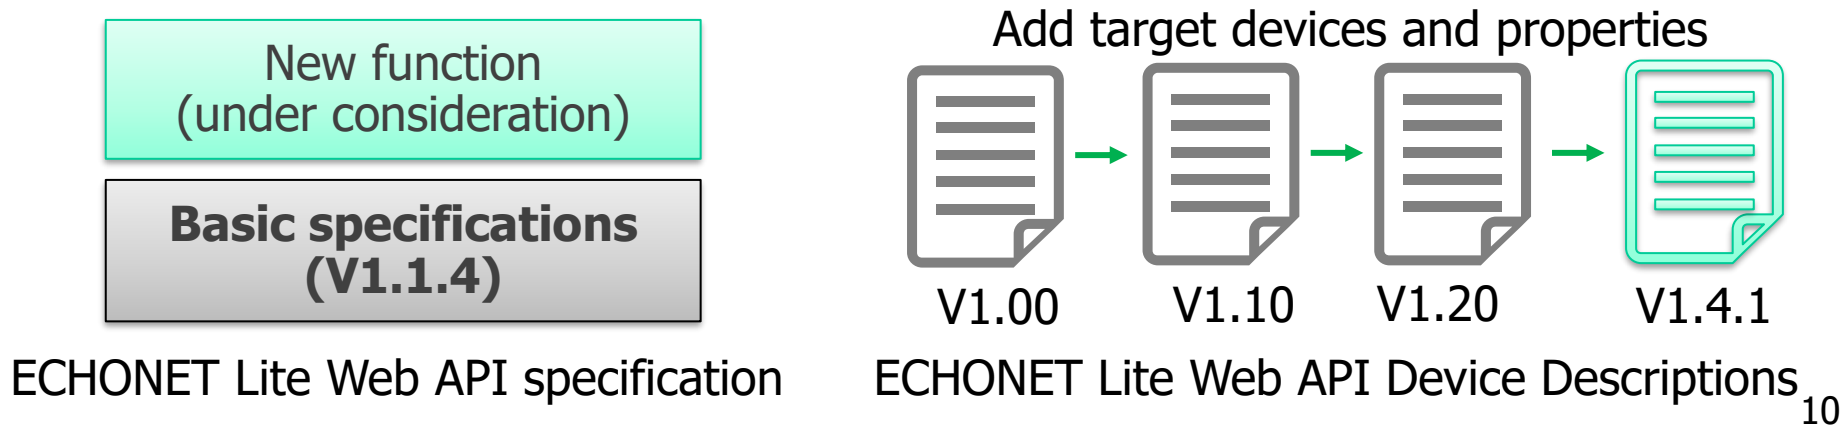 New function
(under consideration)
Basic specifications
(V1.1.4)
ECHONET Lite Web API specification
Add target devices and properties
V1.00
V1.10
V1.20
V1.4.1
ECHONET Lite Web API Device Descriptions
10